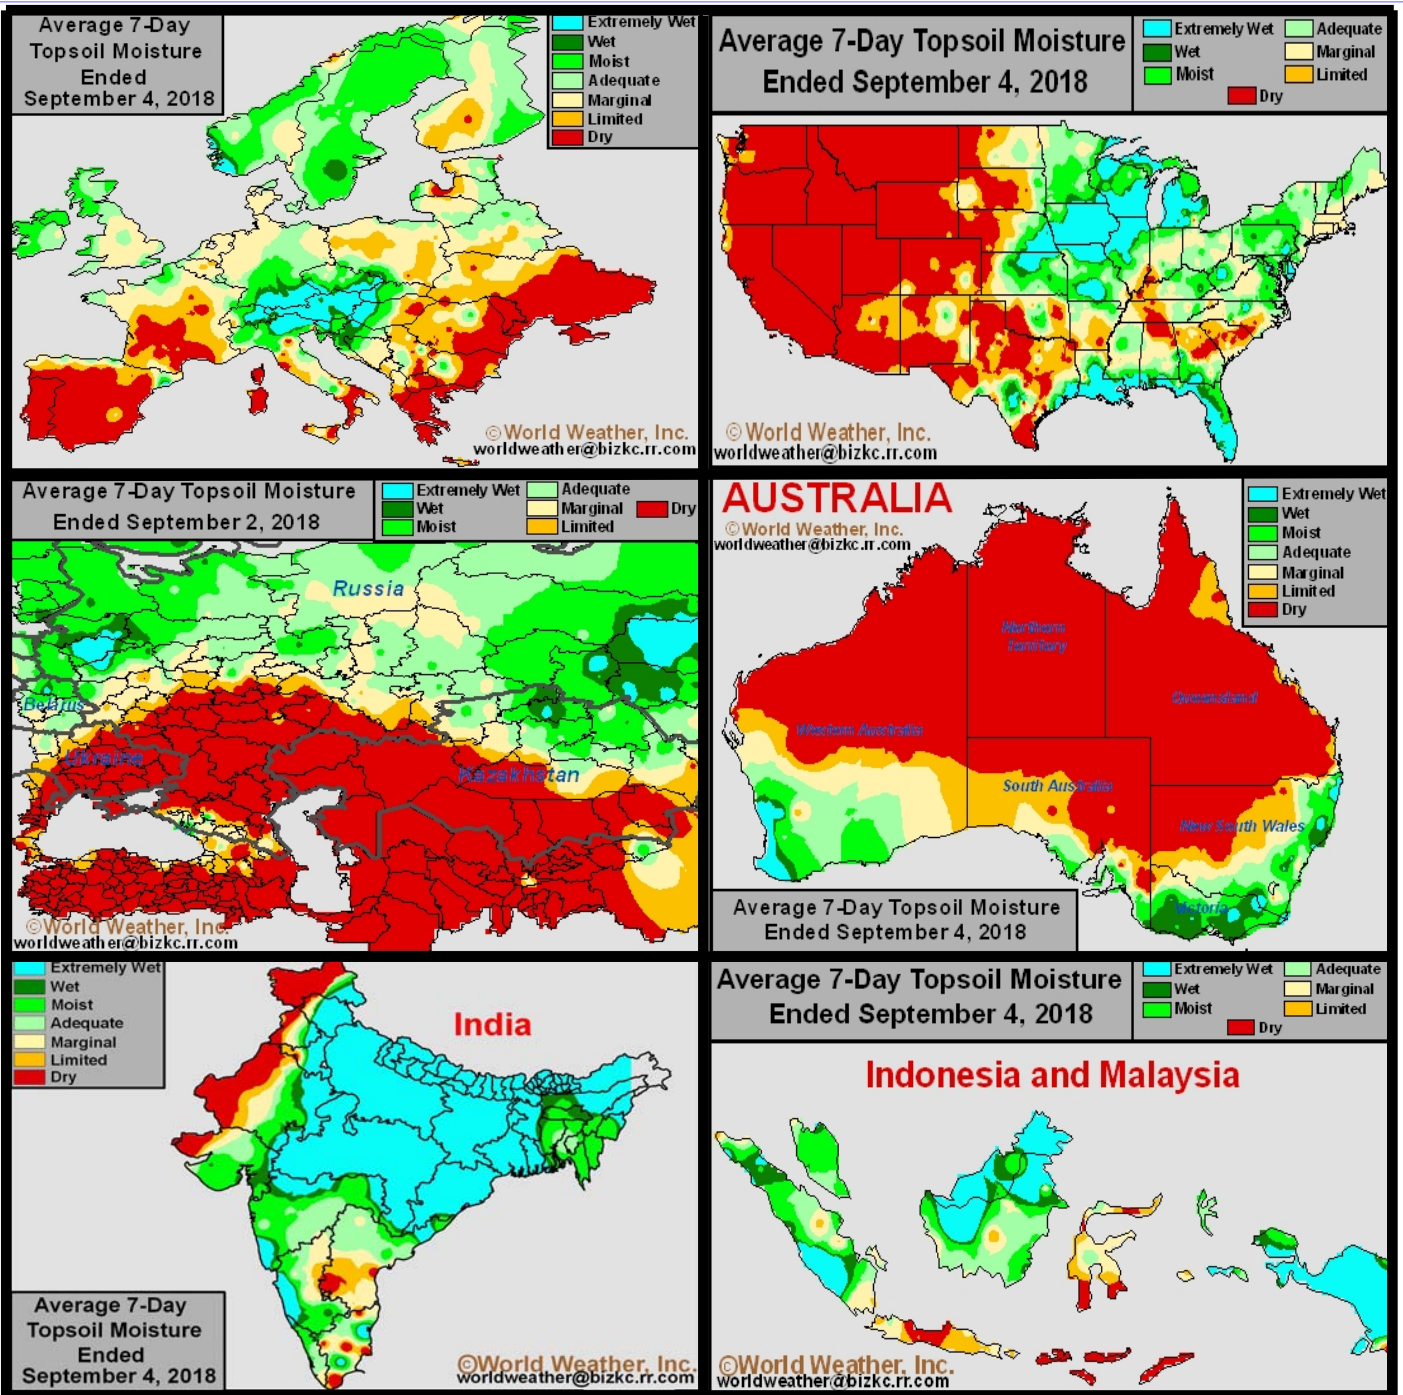 Average 7-Day
Topsoil Moisture
Ended
September 4, 2018
Extremely Wet
Wet
Moist
Adequate
Marginal
Limited
Dry
©World Weather, Inc.
worldweather@bizkc.rr.com
Average 7-Day Topsoil Moisture
Ended September 4, 2018
Extremely Wet
Wet
Moist
Adequate
Marginal
Limited
Dry
©World Weather, Inc.
worldweather@bizkc.rr.com
Average 7-Day Topsoil Moisture
Ended September 2, 2018
Extremely Wet
Wet
Moist
Adequate
Marginal
Limited
Dry
Russia
Belarus
Ukraine
Kazakhstan
©World Weather, Inc.
worldweather@bizkc.rr.com
AUSTRALIA
©World Weather, Inc.
worldweather@bizkc.rr.com
Extremely Wet
Wet
Moist
Adequate
Marginal
Limited
Dry
Northern
Territory
Queensland
Western Australia
South Australia
New South Wales
Victoria
Average 7-Day Topsoil Moisture
Ended September 4, 2018
Extremely Wet
Wet
Moist
Adequate
Marginal
Limited
Dry
India
Average 7-Day
Topsoil Moisture
Ended
September 4, 2018
©World Weather, Inc.
worldweather@bizkc.rr.com
Average 7-Day Topsoil Moisture
Ended September 4, 2018
Extremely Wet
Wet
Moist
Adequate
Marginal
Limited
Dry
Indonesia and Malaysia
©World Weather, Inc.
worldweather@bizkc.rr.com